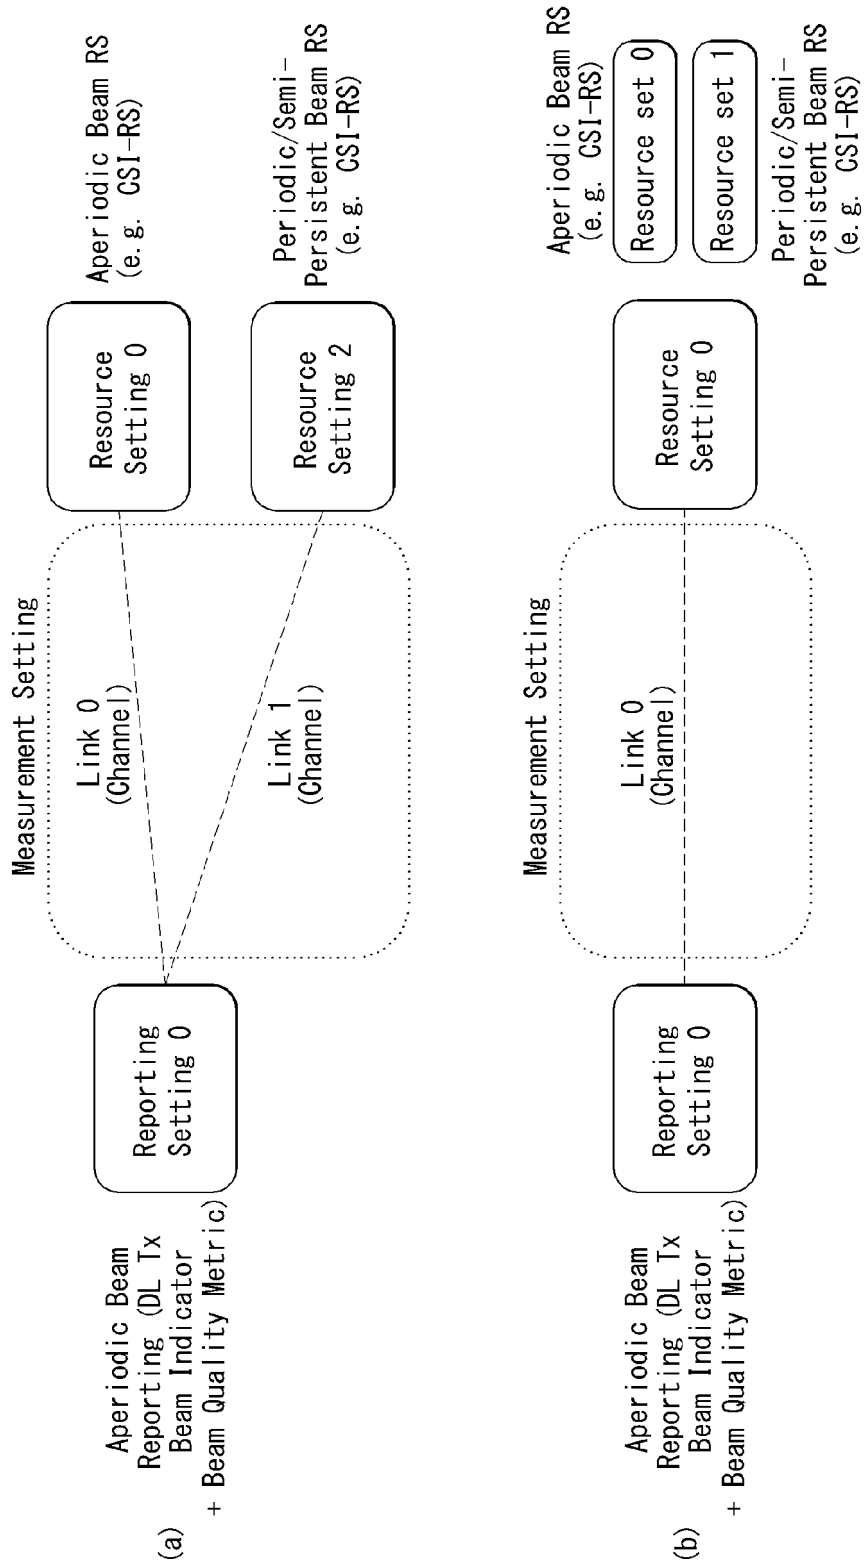 (a)
Aperiodic Beam
Reporting (DL Tx
Beam Indicator
+ Beam Quality Metric)
Reporting
Setting 0
Measurement Setting
Link 0
(Channel)
Link 1
(Channel)
Resource
Setting 0
Aperiodic Beam RS
(e.g. CSI-RS)
Resource
Setting 2
Periodic/Semi-
Persistent Beam RS
(e.g. CSI-RS)
(b)
Aperiodic Beam
Reporting (DL Tx
Beam Indicator
+ Beam Quality Metric)
Reporting
Setting 0
Measurement Setting
Link 0
(Channel)
Resource
Setting 0
Aperiodic Beam RS
(e.g. CSI-RS)
Resource set 0
Resource set 1
Periodic/Semi-
Persistent Beam RS
(e.g. CSI-RS)